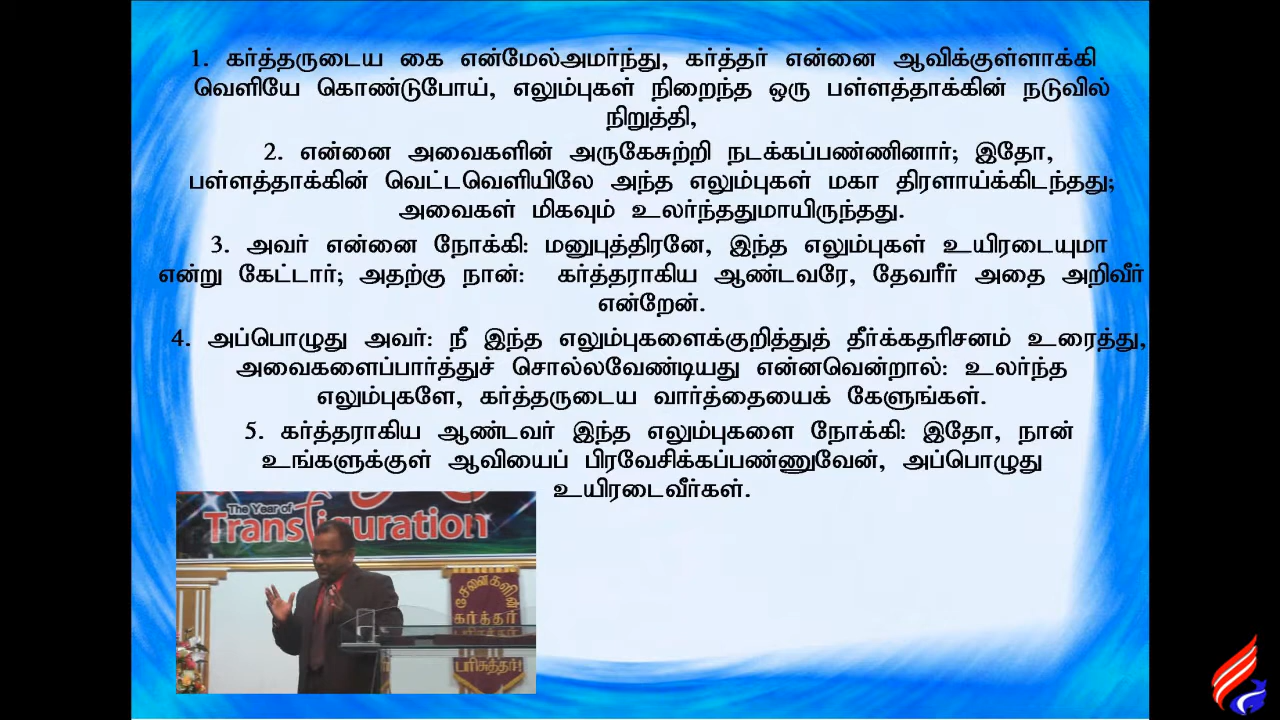 1. கர்த்தருடைய கை என்மேல்அமர்ந்து, கர்த்தர் என்னை ஆவிக்குள்ளாக்கி
வெளியே கொண்டுபோய், எலும்புகள் நிறைந்த ஒரு பள்ளத்தாக்கின் நடுவில்
நிறுத்தி,
2. என்னை அவைகளின் அருகேசுற்றி நடக்கப்பண்ணினார்; இதோ,
பள்ளத்தாக்கின் வெட்டவெளியிலே அந்த எலும்புகள் மகா திரளாய்க்கிடந்தது;
அவைகள் மிகவும் உலர்ந்ததுமாயிருந்தது.
3. அவர் என்னை நோக்கி: மனுபுத்திரனே, இந்த எலும்புகள் உயிரடையுமா
என்று கேட்டார்; அதற்கு நான்: கர்த்தராகிய ஆண்டவரே, தேவரீர் அதை அறிவீர்
என்றேன்.
4. அப்பொழுது அவர்: நீ இந்த எலும்புகளைக்குறித்துத் தீர்க்கதரிசனம் உரைத்து,
அவைகளைப்பார்த்துச் சொல்லவேண்டியது என்னவென்றால்: உலர்ந்த
எலும்புகளே, கர்த்தருடைய வார்த்தையைக் கேளுங்கள்.
5. கர்த்தராகிய ஆண்டவர் இந்த எலும்புகளை நோக்கி: இதோ, நான்
உங்களுக்குள் ஆவியைப் பிரவேசிக்கப்பண்ணுவேன், அப்பொழுது
உயிரடைவீர்கள்.
The Year of
Transfiguration
சேனைகளின்
கர்த்தர்
பரிசுத்தர்
பரிசுத்தர்!